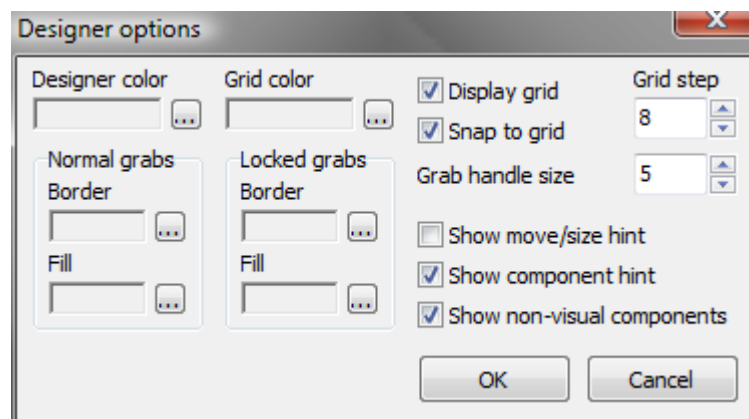 Designer options
Designer color
...
Grid color
...
Display grid
Snap to grid
Grid step
8
Grab handle size
5
Normal grabs
Border
...
Fill
...
Locked grabs
Border
...
Fill
...
Show move/size hint
Show component hint
Show non-visual components
OK
Cancel